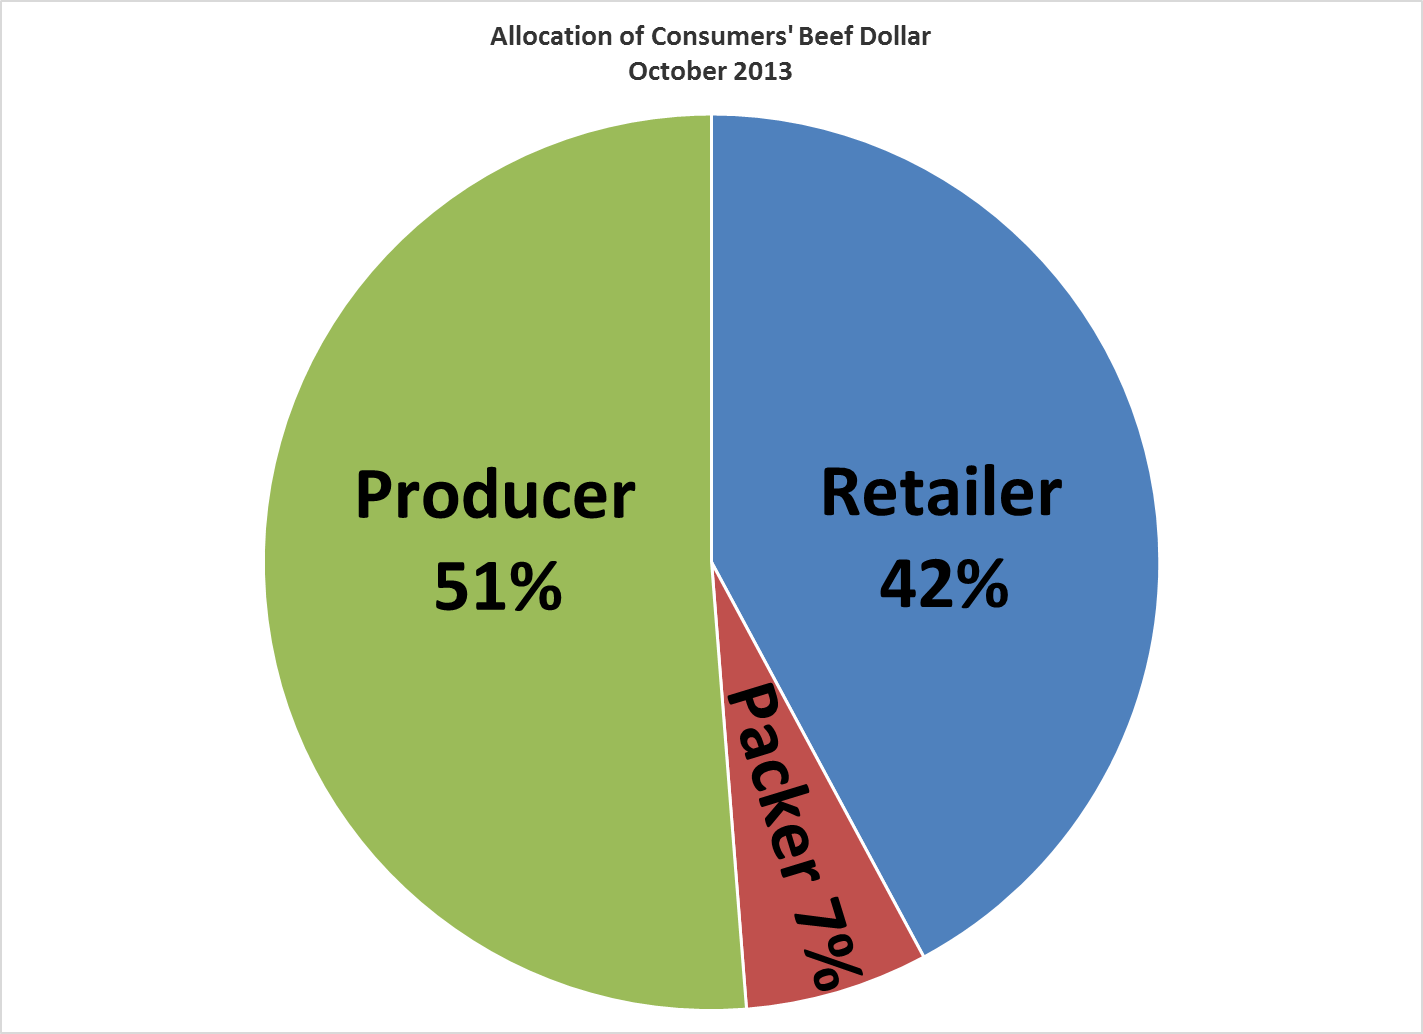 Allocation of Consumers' Beef Dollar
October 2013
Producer
51%
Retailer
42%
Packer 7%